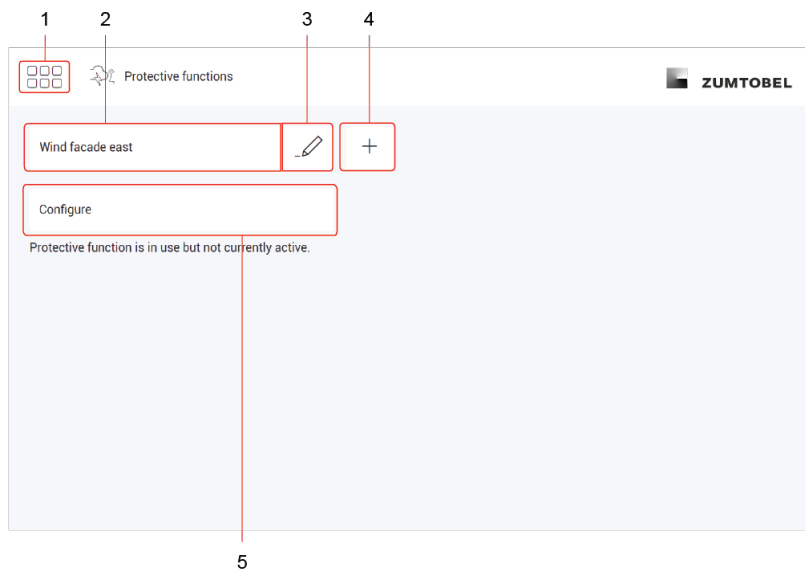 1 2 3 4
Protective functions
ZUMTOBEL
Wind facade east
Configure
Protective function is in use but not currently active.
5